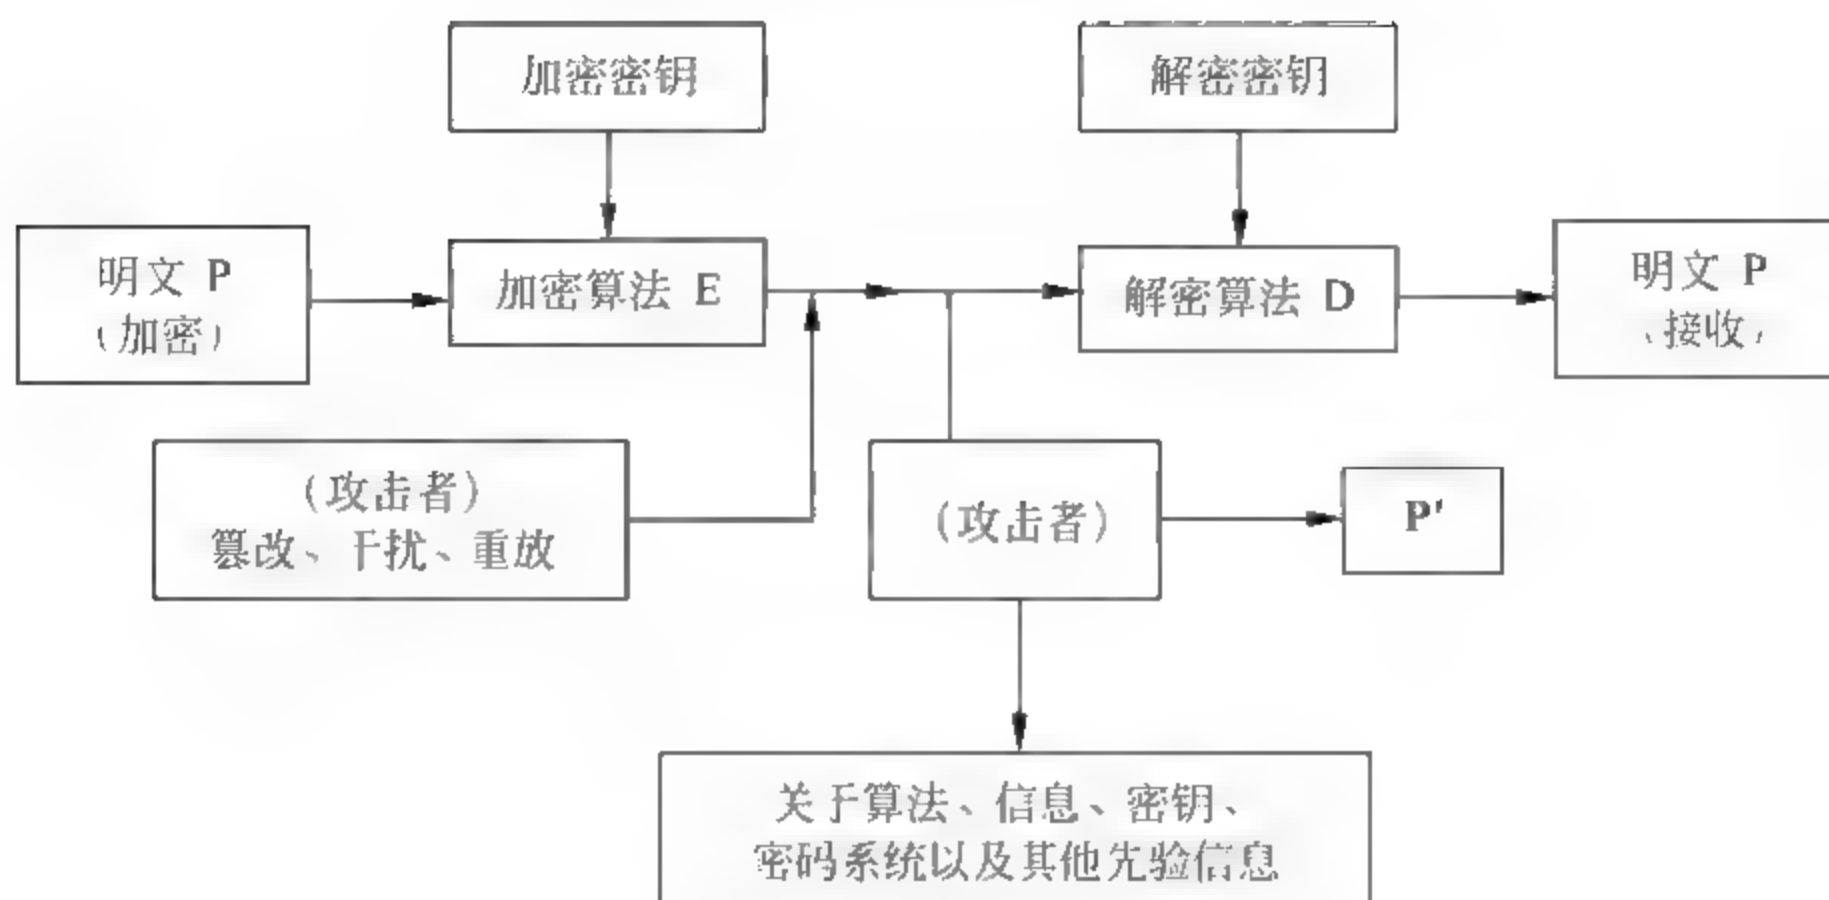 加密密钥
解密密钥
明文 P
(加密)
加密算法 E
解密算法 D
明文 P
(接收)
(攻击者)
篡改、干扰、重放
(攻击者)
P'
关于算法、信息、密钥、
密码系统以及其他先验信息